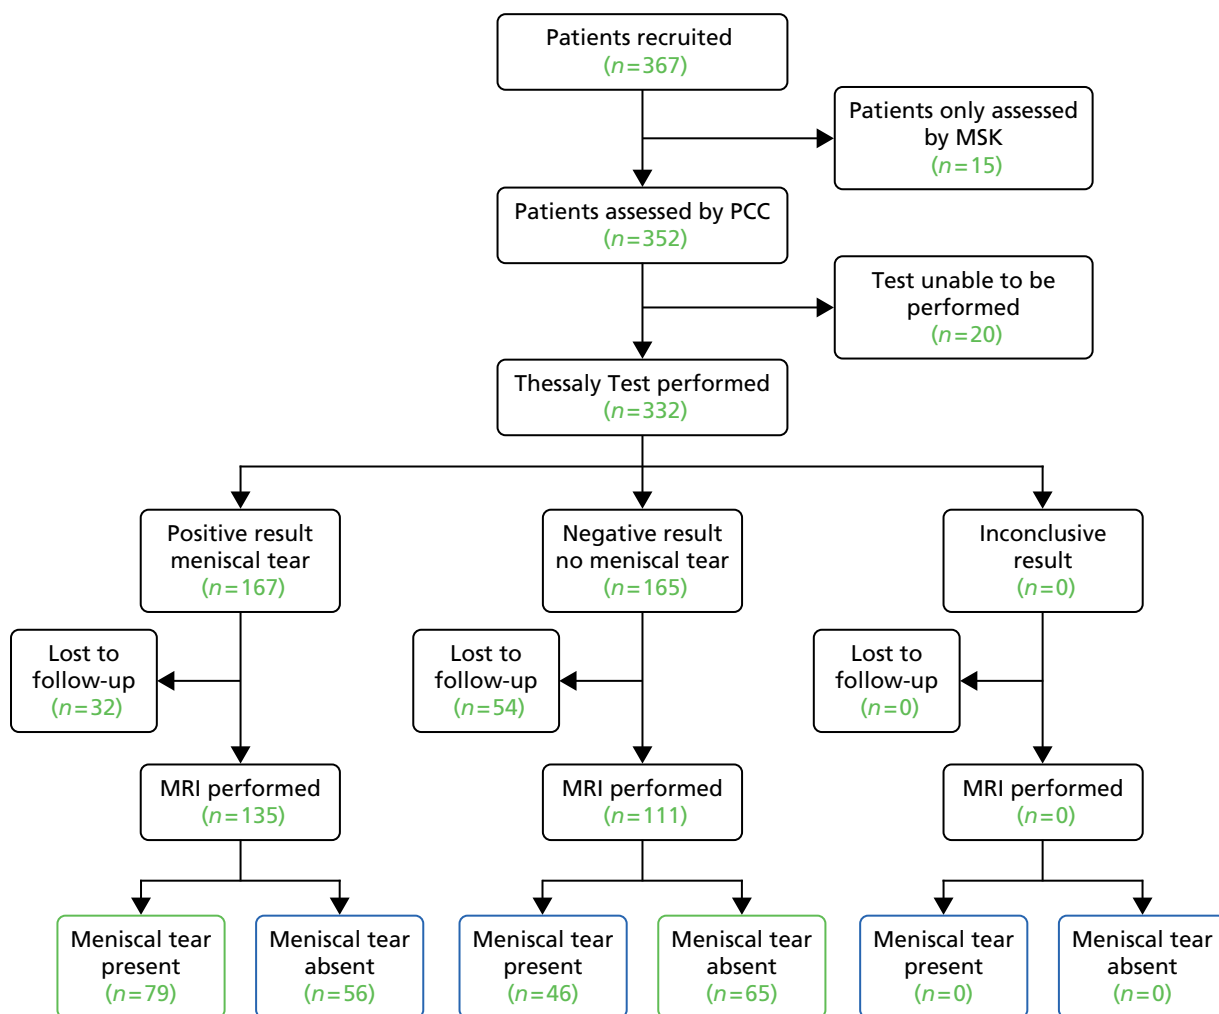 Patients recruited
(n=367)
Patients only assessed
by MSK
(n=15)
Patients assessed by PCC
(n=352)
Test unable to be
performed
(n=20)
Thessaly Test performed
(n=332)
Positive result
meniscal tear
(n=167)
Negative result
no meniscal tear
(n=165)
Inconclusive
result
(n=0)
Lost to
follow-up
(n=32)
Lost to
follow-up
(n=54)
Lost to
follow-up
(n=0)
MRI performed
(n=135)
MRI performed
(n=111)
MRI performed
(n=0)
Meniscal tear
present
(n=79)
Meniscal tear
absent
(n=56)
Meniscal tear
present
(n=46)
Meniscal tear
absent
(n=65)
Meniscal tear
present
(n=0)
Meniscal tear
absent
(n=0)